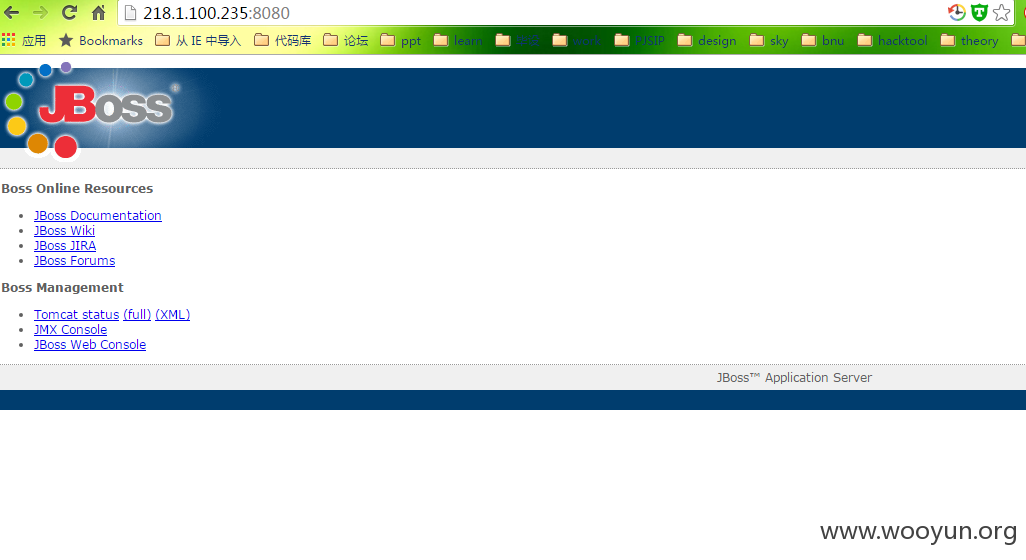 218.1.100.235:8080
应用 Bookmarks 从 IE 中导入 代码库 论坛 ppt learn PJSIP design sky bnu hacktool theory
JBoss
Boss Online Resources
JBoss Documentation
JBoss Wiki
JBoss JIRA
JBoss Forums
Boss Management
Tomcat status (full) (XML)
JMX Console
JBoss Web Console
JBoss™ Application Server
www.wooyun.org